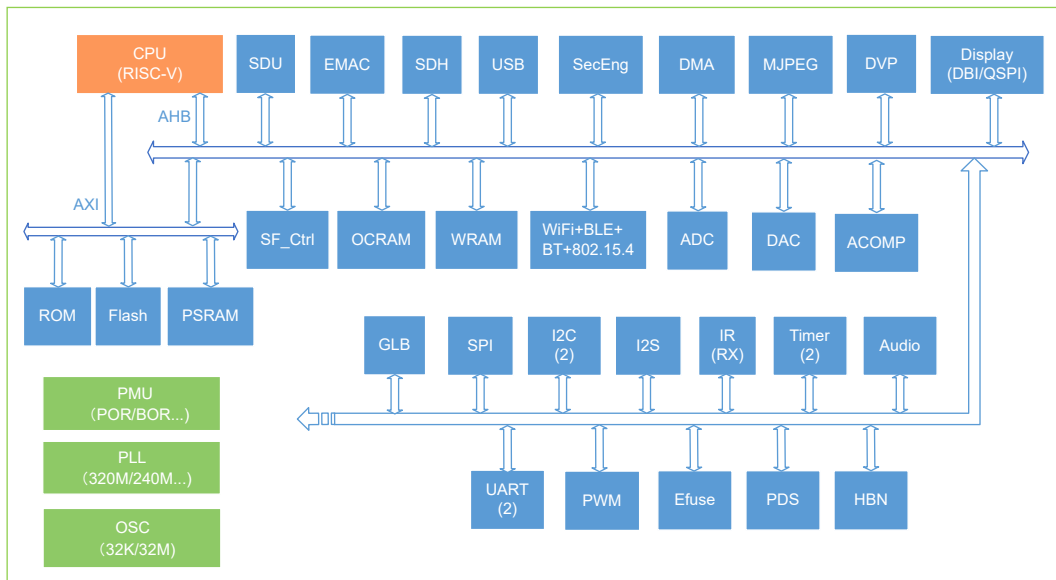 CPU
(RISC-V)
SDU
EMAC
SDH
USB
SecEng
DMA
MJPEG
DVP
Display
(DBI/QSPI)
AHB
AXI
SF_Ctrl
OCRAM
WRAM
WiFi+BLE+
BT+802.15.4
ADC
DAC
ACOMP
ROM
Flash
PSRAM
GLB
SPI
I2C
(2)
I2S
IR
(RX)
Timer
(2)
Audio
PMU
(POR/BOR...)
PLL
(320M/240M...)
OSC
(32K/32M)
UART
(2)
PWM
Efuse
PDS
HBN